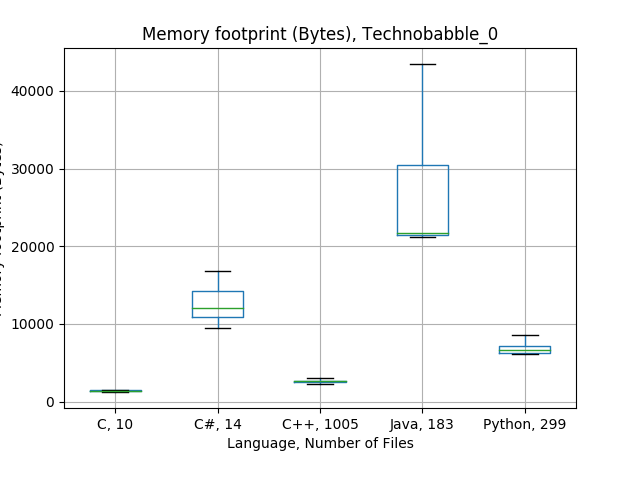 Memory footprint (Bytes), Technobabble_0
40000
30000
20000
10000
0
C, 10
C#, 14
C++, 1005
Java, 183
Python, 299
Language, Number of Files